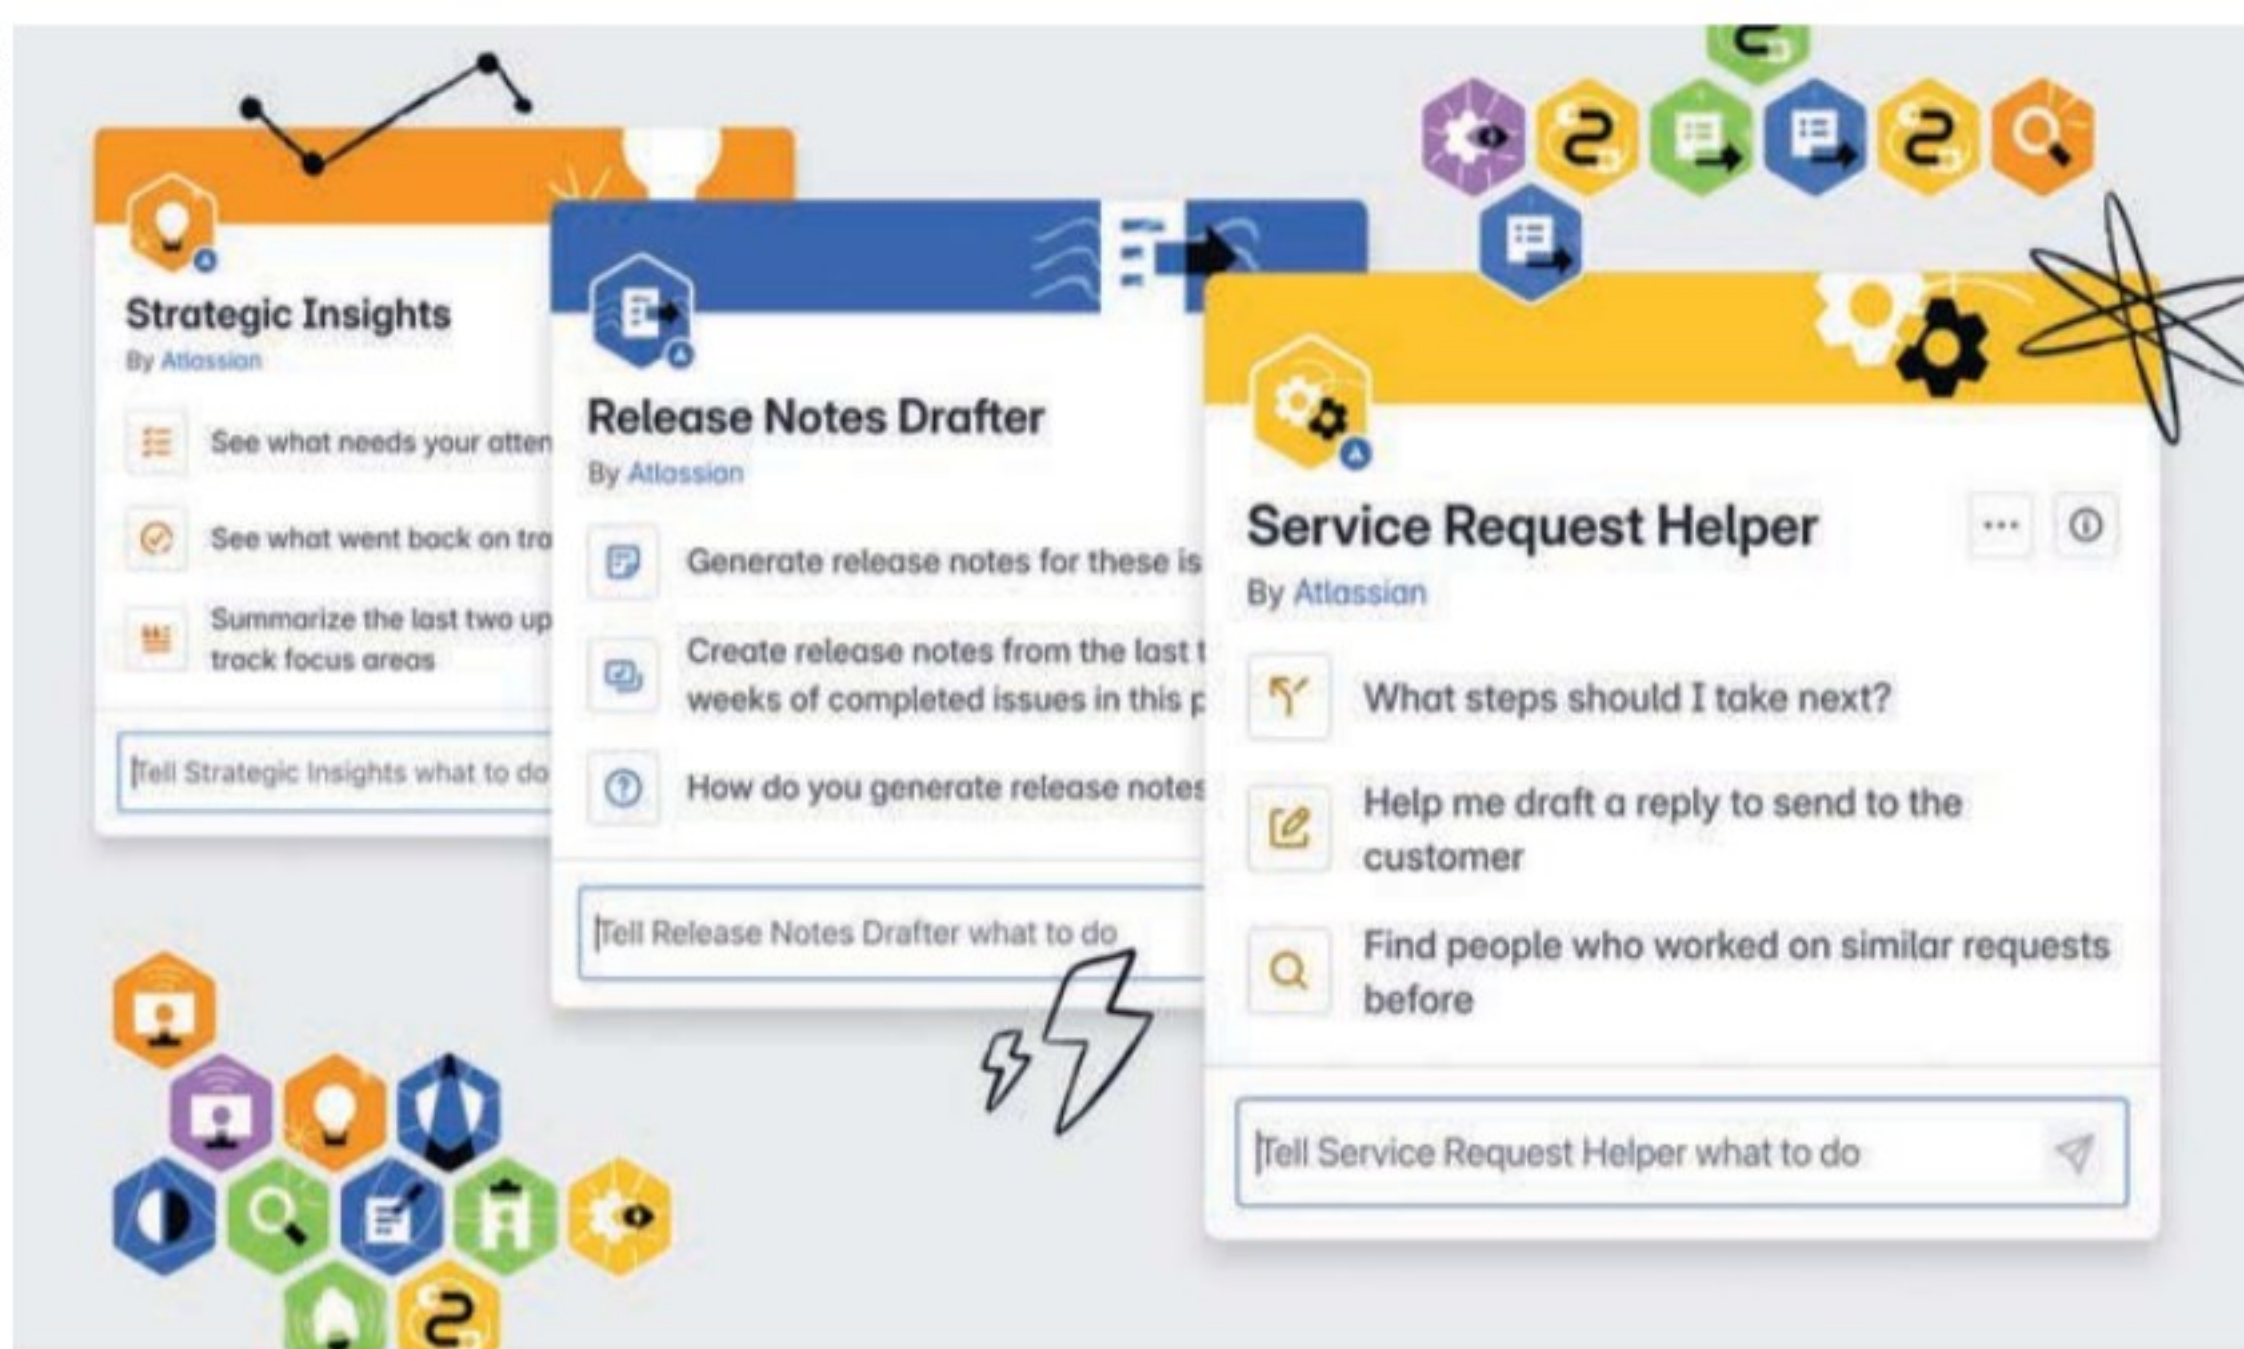 Strategic Insights
By Atlassian
See what needs your atten
See what went back on tra
Summarize the last two up
track focus areas
Tell Strategic Insights what to do
Release Notes Drafter
By Atlassian
Generate release notes for these is
Create release notes from the last t
weeks of completed issues in this p
How do you generate release notes
Tell Release Notes Drafter what to do
Service Request Helper
By Atlassian
What steps should I take next?
Help me draft a reply to send to the
customer
Find people who worked on similar requests
before
Tell Service Request Helper what to do